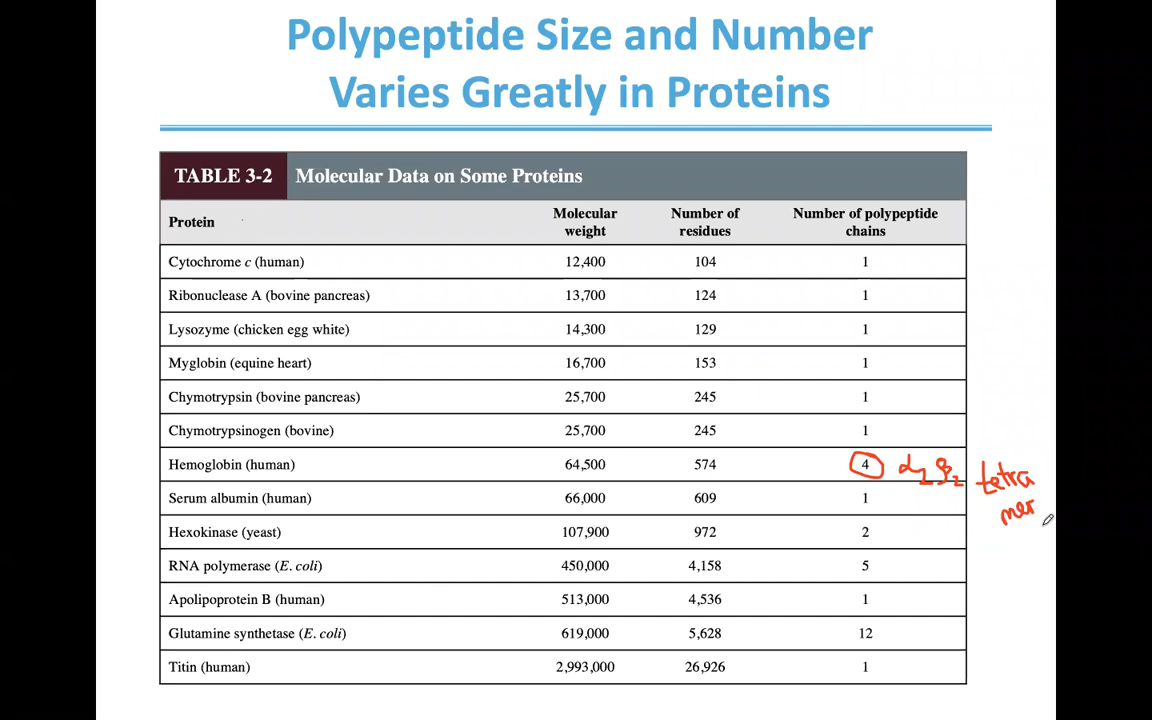 Polypeptide Size and Number
Varies Greatly in Proteins
TABLE 3-2 Molecular Data on Some Proteins
Protein Molecular weight Number of residues Number of polypeptide chains
Cytochrome c (human) 12,400 104 1
Ribonuclease A (bovine pancreas) 13,700 124 1
Lysozyme (chicken egg white) 14,300 129 1
Myglobin (equine heart) 16,700 153 1
Chymotrypsin (bovine pancreas) 25,700 245 1
Chymotrypsinogen (bovine) 25,700 245 1
Hemoglobin (human) 64,500 574 4 α2β2 tetra
mer
Serum albumin (human) 66,000 609 1
Hexokinase (yeast) 107,900 972 2
RNA polymerase (E. coli) 450,000 4,158 5
Apolipoprotein B (human) 513,000 4,536 1
Glutamine synthetase (E. coli) 619,000 5,628 12
Titin (human) 2,993,000 26,926 1